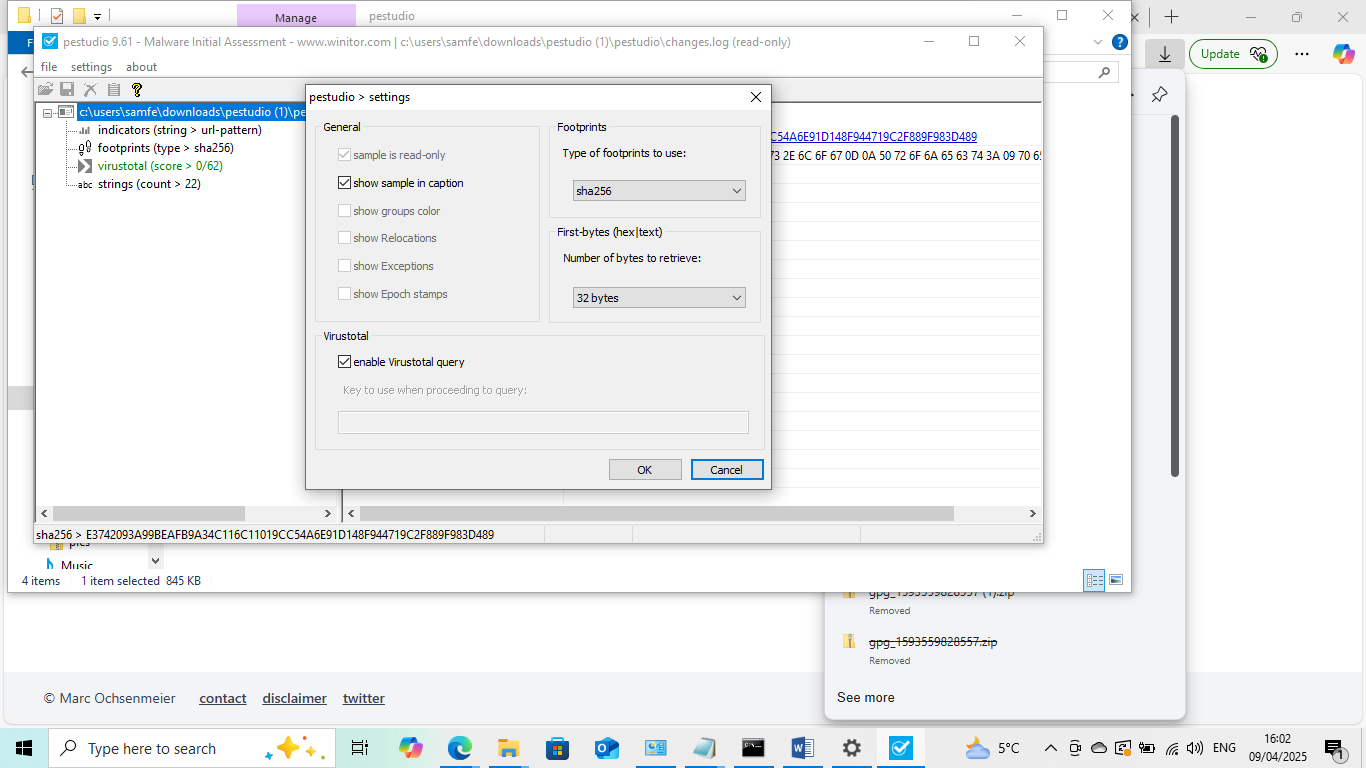 Manage
pestudio
pestudio 9.61 - Malware Initial Assessment - www.winitor.com | c:\users\samfe\downloads\pestudio (1)\pestudio\changes.log (read-only)
F
Update
file settings about
pestudio > settings
c:\users\samfe\downloads\pestudio (1)\pe
indicators (string > url-pattern)
footprints (type > sha256)
virustotal (score > 0/62)
abc strings (count > 22)
General
sample is read-only
show sample in caption
show groups color
show Relocations
show Exceptions
show Epoch stamps
Footprints
Type of footprints to use:
sha256
First-bytes (hex|text)
Number of bytes to retrieve:
32 bytes
Virustotal
enable Virustotal query
Key to use when proceeding to query:
OK Cancel
C54A6E91D148F944719C2F889F983D489
73 2E 6C 6F 67 0D 0A 50 72 6F 6A 65 63 74 3A 09 70 65
sha256 > E3742093A99BEAFB9A34C116C11019CC54A6E91D148F944719C2F889F983D489
pics
Music
4 items 1 item selected 845 KB
gpg_1593559828557 (1).zip
Removed
gpg_1593559828557.zip
Removed
See more
© Marc Ochsenmeier contact disclaimer twitter
Type here to search
5°C
ENG
16:02
09/04/2025
1